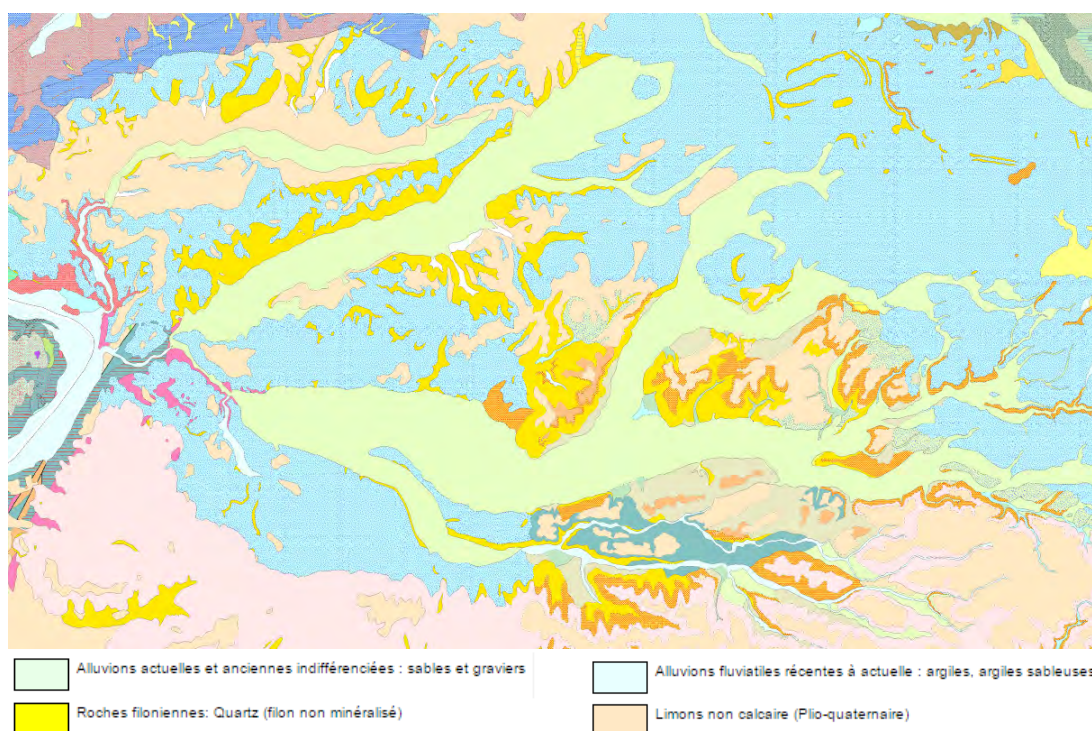 Alluvions actuelles et anciennes indifférenciées : sables et graviers
Alluvions fluviatiles récentes à actuelle : argiles, argiles sableuses
Roches filoniennes: Quartz (filon non minéralisé)
Limons non calcaire (Plio-quaternaire)